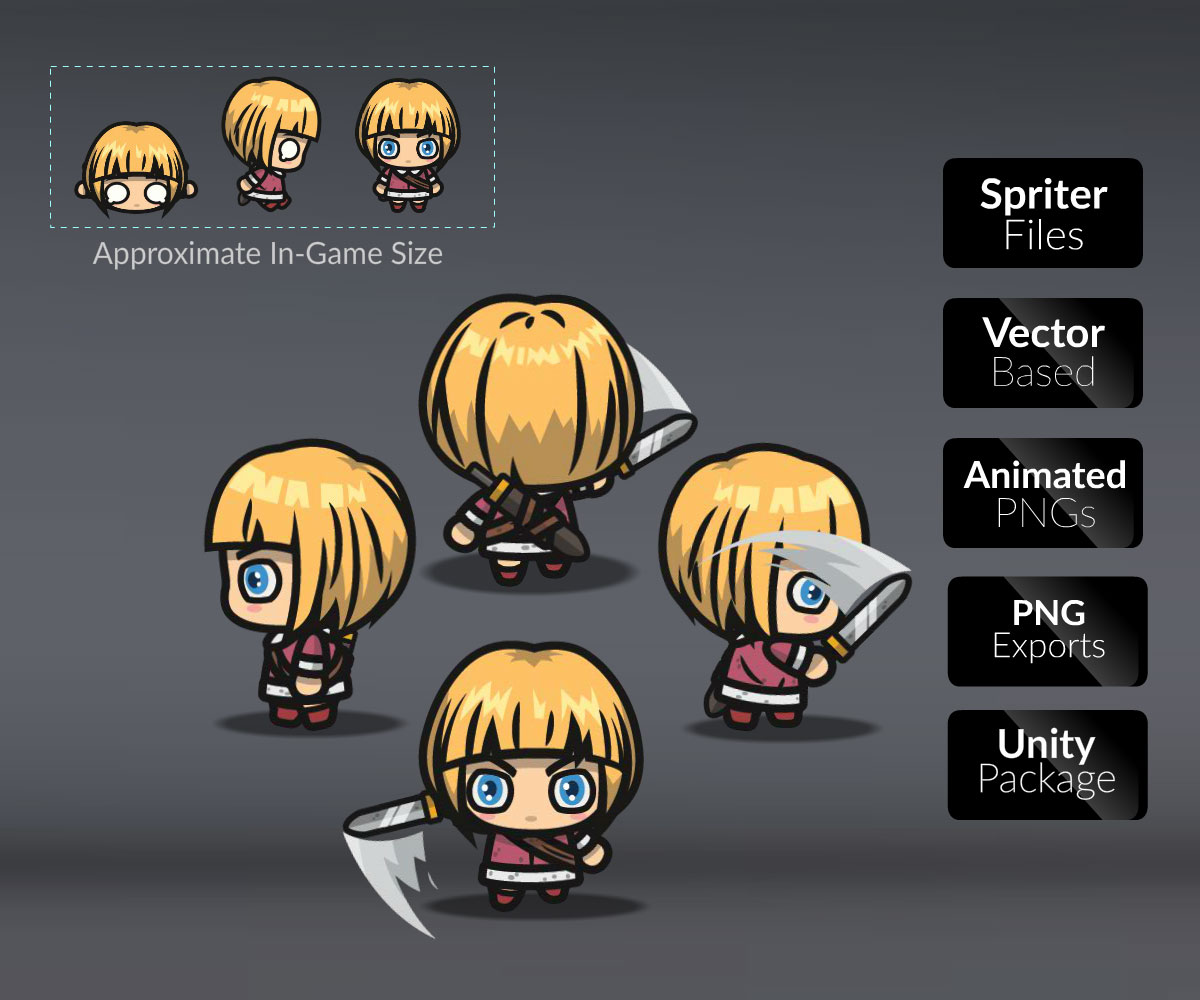 Approximate In-Game Size
Spriter
Files
Vector
Based
Animated
PNGs
PNG
Exports
Unity
Package